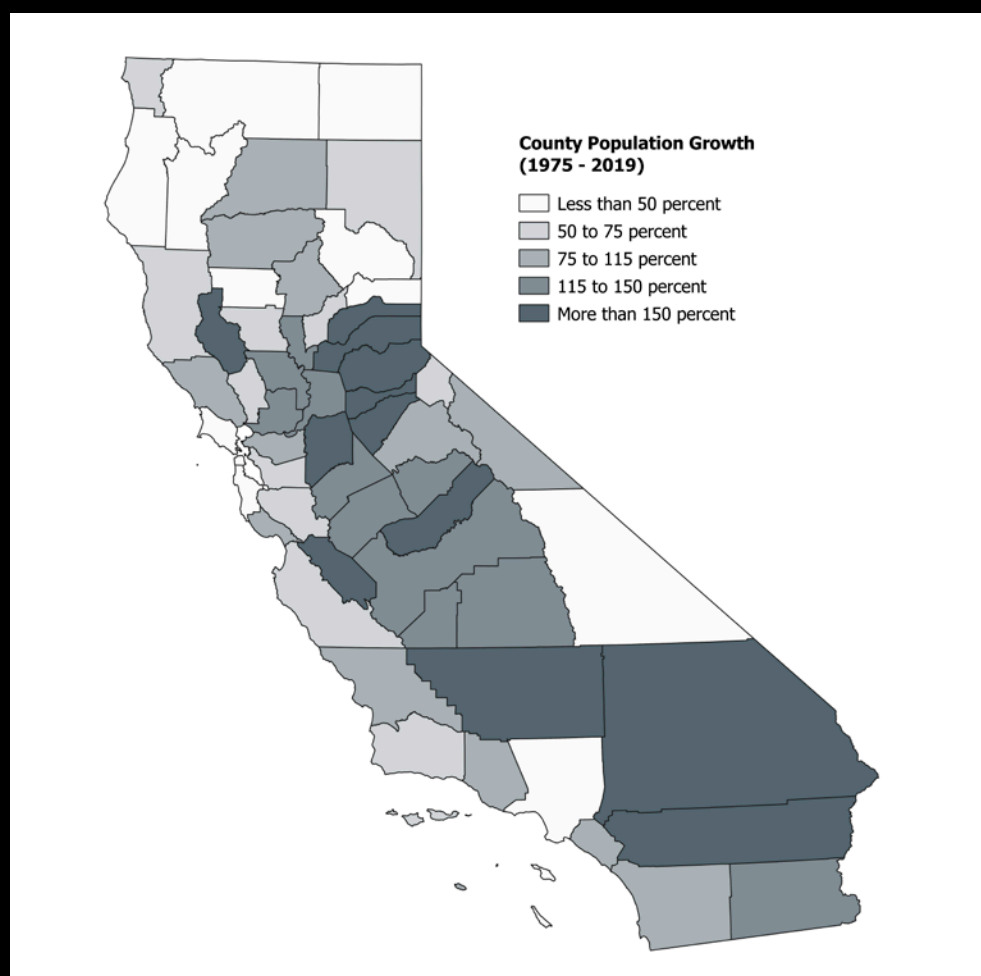 County Population Growth
(1975 - 2019)
Less than 50 percent
50 to 75 percent
75 to 115 percent
115 to 150 percent
More than 150 percent